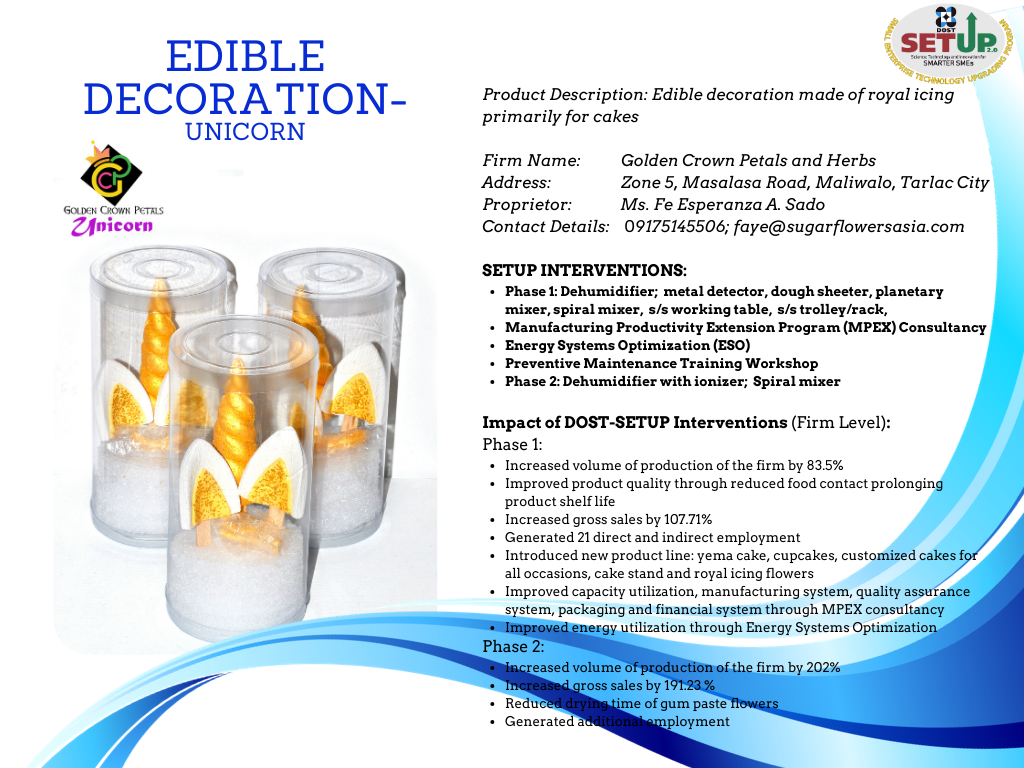 EDIBLE
DECORATION-
UNICORN
GCP
GOLDEN CROWN PETALS
Unicorn
DOST
SETUP 2.0
Science Technology and Innovation for
SMARTER SMEs
SMALL ENTERPRISE TECHNOLOGY UPGRADING PROGRAM
Product Description: Edible decoration made of royal icing
primarily for cakes
Firm Name: Golden Crown Petals and Herbs
Address: Zone 5, Masalasa Road, Maliwalo, Tarlac City
Proprietor: Ms. Fe Esperanza A. Sado
Contact Details: 09175145506; faye@sugarflowersasia.com
SETUP INTERVENTIONS:
• Phase 1: Dehumidifier; metal detector, dough sheeter, planetary
mixer, spiral mixer, s/s working table, s/s trolley/rack,
• Manufacturing Productivity Extension Program (MPEX) Consultancy
• Energy Systems Optimization (ESO)
• Preventive Maintenance Training Workshop
• Phase 2: Dehumidifier with ionizer; Spiral mixer
Impact of DOST-SETUP Interventions (Firm Level):
Phase 1:
• Increased volume of production of the firm by 83.5%
• Improved product quality through reduced food contact prolonging
product shelf life
• Increased gross sales by 107.71%
• Generated 21 direct and indirect employment
• Introduced new product line: yema cake, cupcakes, customized cakes for
all occasions, cake stand and royal icing flowers
• Improved capacity utilization, manufacturing system, quality assurance
system, packaging and financial system through MPEX consultancy
• Improved energy utilization through Energy Systems Optimization
Phase 2:
• Increased volume of production of the firm by 202%
• Increased gross sales by 191.23 %
• Reduced drying time of gum paste flowers
• Generated additional employment